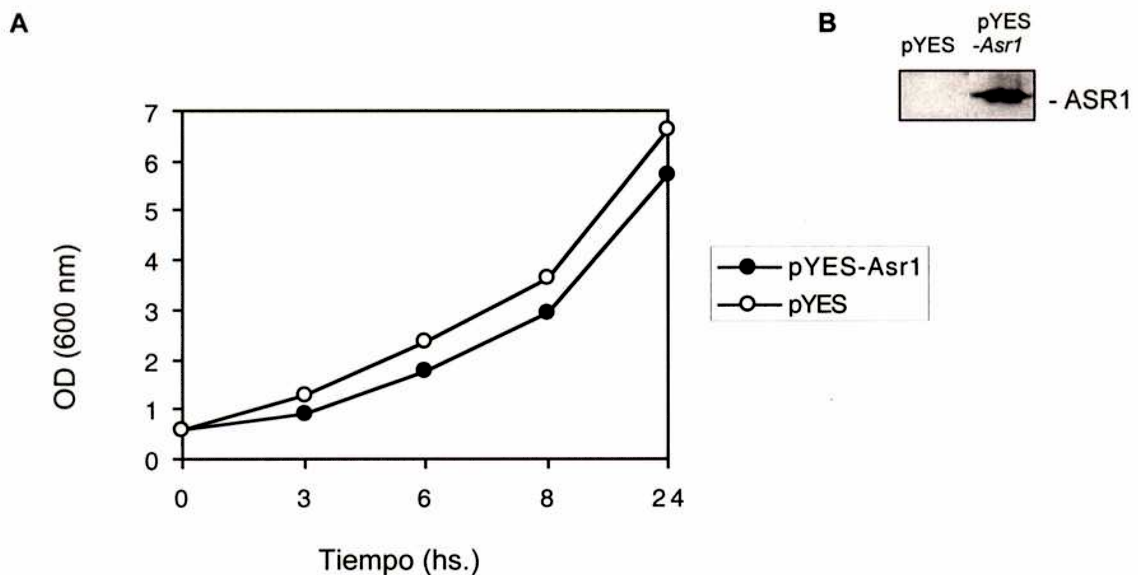 A
B
pYES
pYES
-Asr1
- ASR1
7
6
5
4
3
2
1
0
OD (600 nm)
0 3 6 8 24
Tiempo (hs.)
pYES-Asr1
pYES